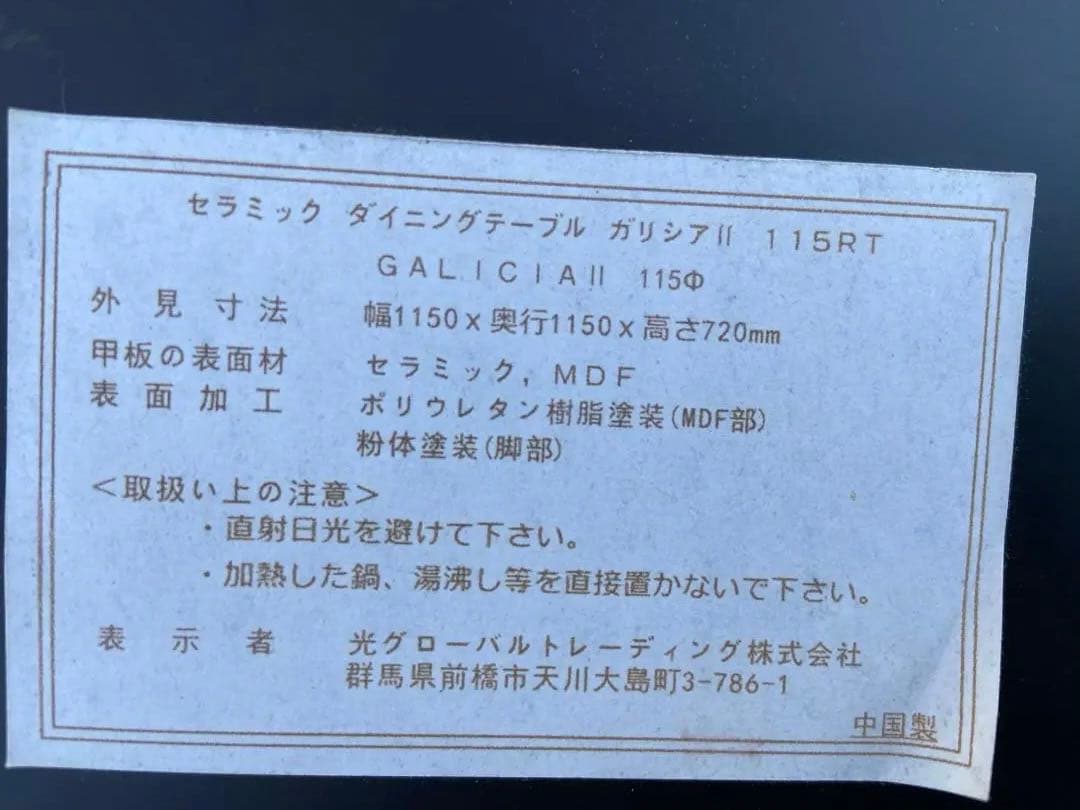 セラミック ダイニングテーブル ガリシアⅡ 115RT
GALICIAⅡ 115Φ
外見寸法 幅1150x奥行1150x高さ720mm
甲板の表面材 セラミック,MDF
表面加工 ポリウレタン樹脂塗装(MDF部)
粉体塗装(脚部)
<取扱い上の注意>
・直射日光を避けて下さい。
・加熱した鍋、湯沸し等を直接置かないで下さい。
表示者 光グローバルトレーディング株式会社
群馬県前橋市天川大島町3-786-1
中国製